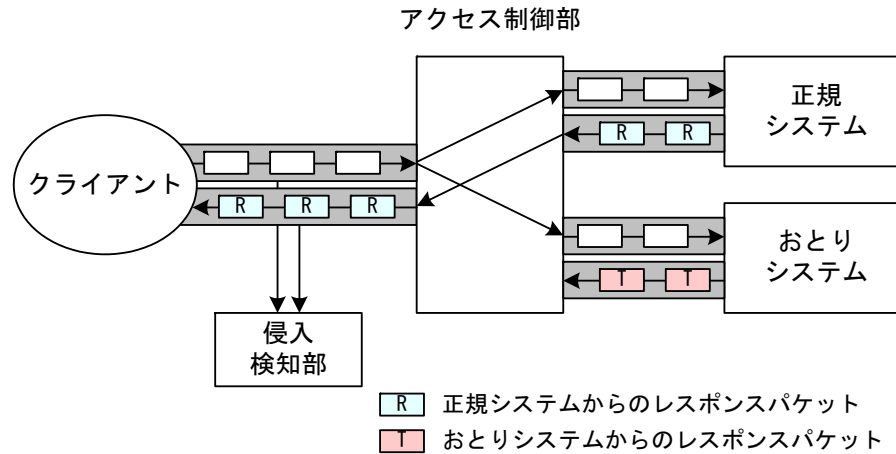 アクセス制御部
正規
システム
R R
クライアント
R R R
おとり
システム
T T
侵入
検知部
R 正規システムからのレスポンスパケット
T おとりシステムからのレスポンスパケット